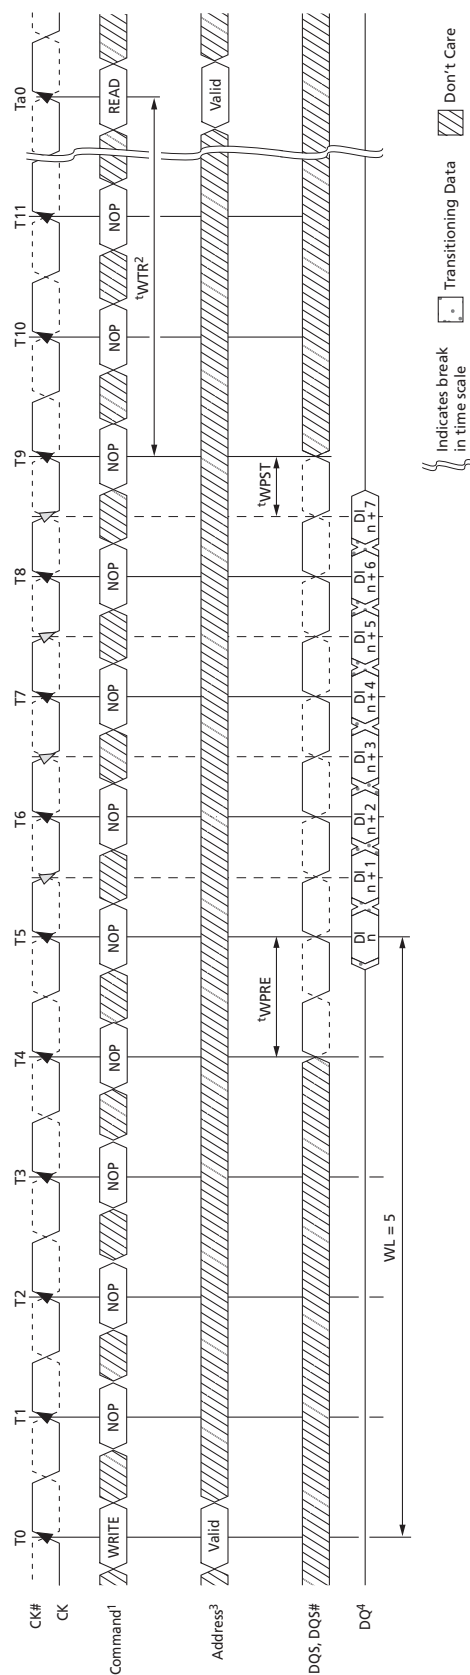 T0 T1 T2 T3 T4 T5 T6 T7 T8 T9 T10 T11 Ta0
CK#
CK
Command1 WRITE NOP NOP NOP NOP NOP NOP NOP NOP NOP NOP NOP READ
tWTR2
Address3 Valid Valid
tWPRE tWPST
DQS, DQS#
DQ4 DI n DI n + 1 DI n + 2 DI n + 3 DI n + 4 DI n + 5 DI n + 6 DI n + 7
WL = 5
Indicates break
in time scale
Transitioning Data
Don't Care